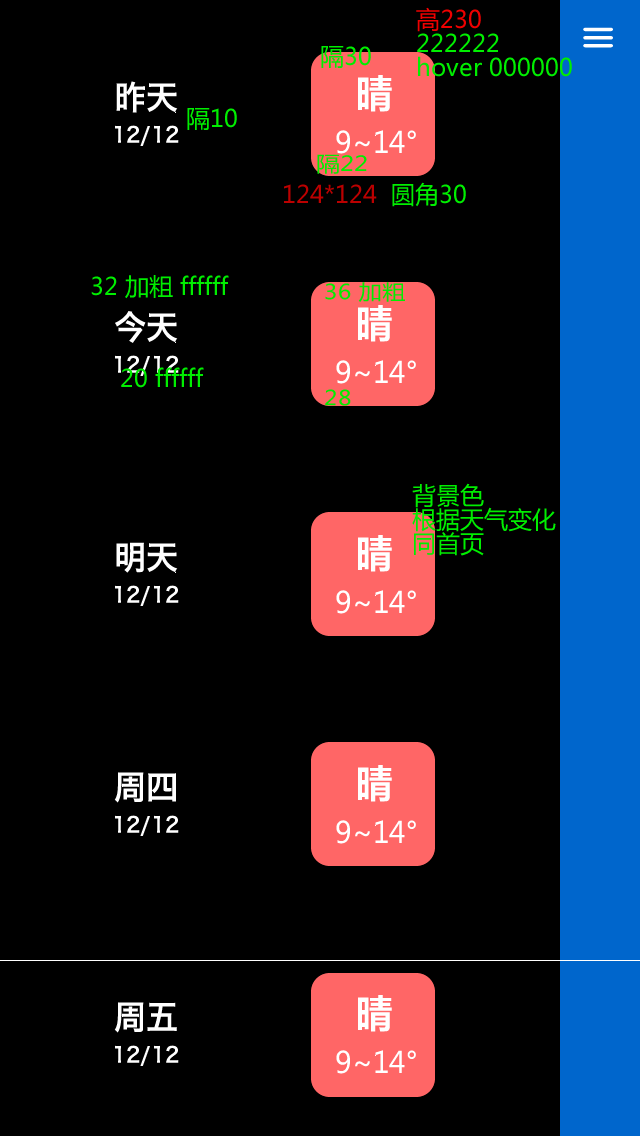 高230
222222
hover 000000
隔30
昨天
12/12
隔10
晴
9~14°
隔22
124*124 圆角30
32 加粗 ffffff
今天
12/12
20 ffffff
36 加粗
晴
9~14°
28
背景色
根据天气变化
同首页
明天
12/12
晴
9~14°
周四
12/12
晴
9~14°
周五
12/12
晴
9~14°